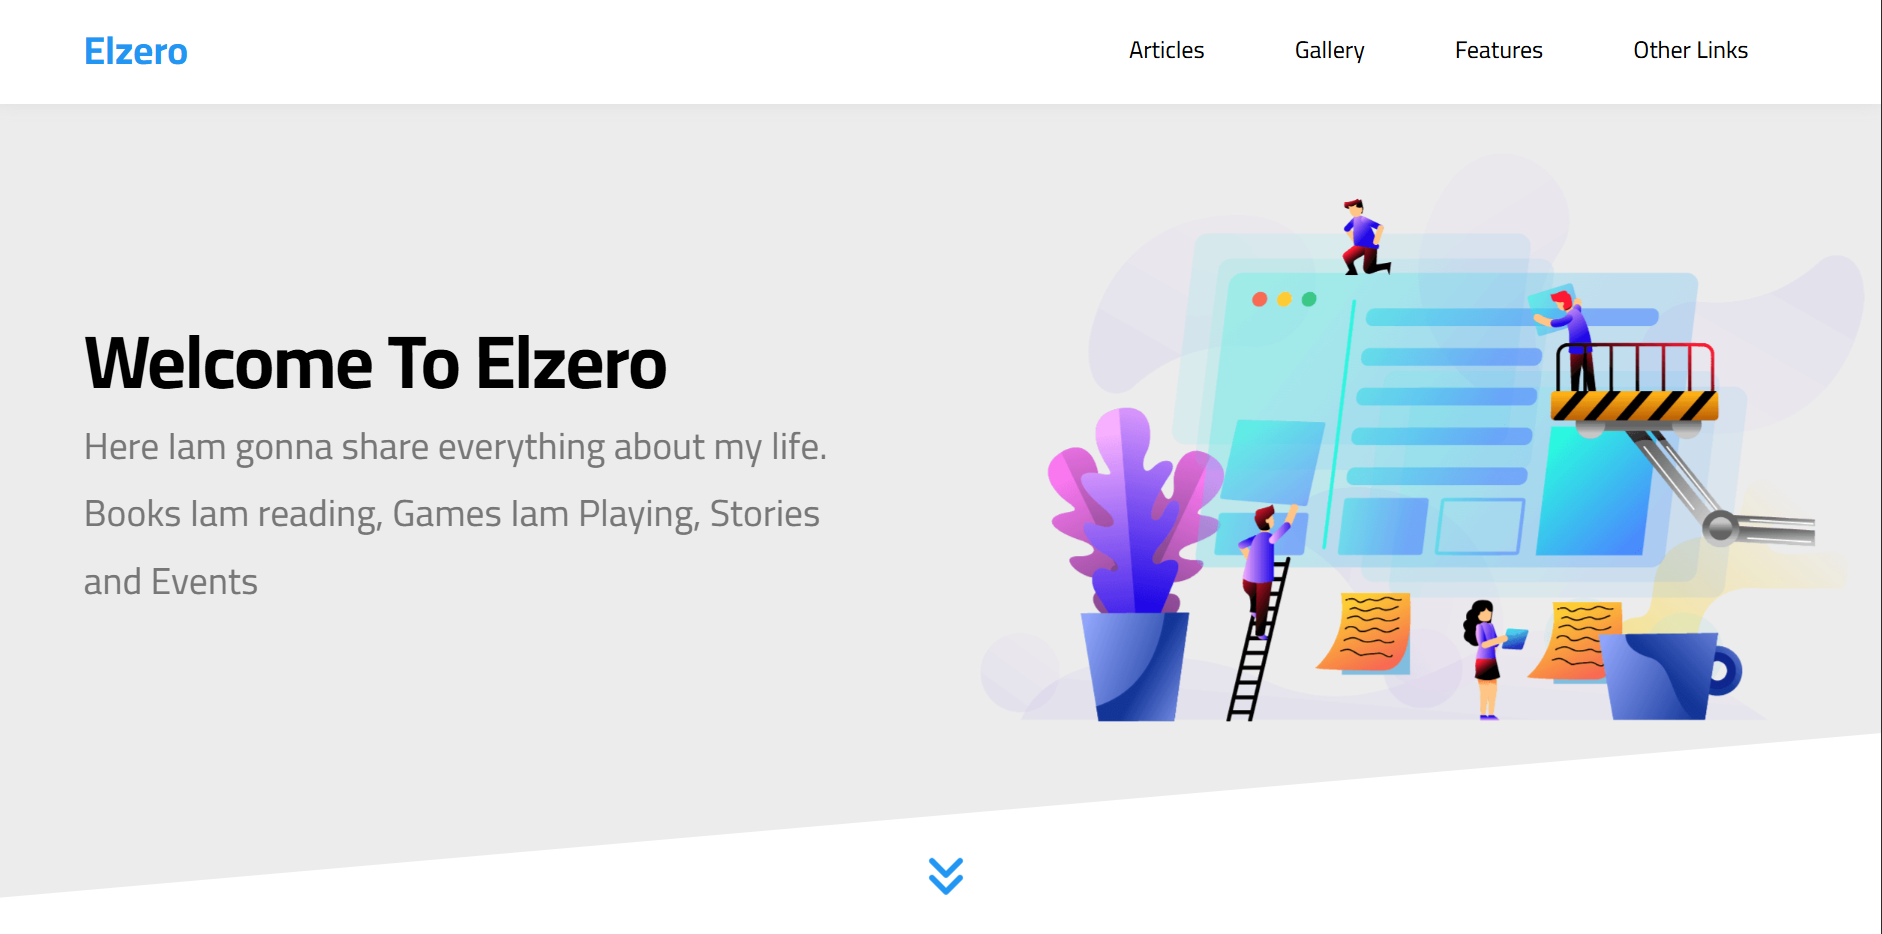 Elzero
Articles
Gallery
Features
Other Links
Welcome To Elzero
Here Iam gonna share everything about my life.
Books Iam reading, Games Iam Playing, Stories
and Events